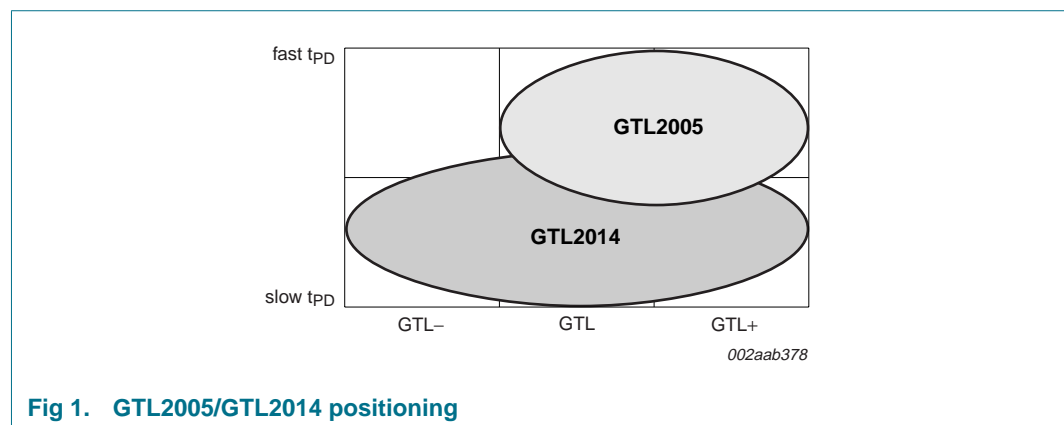 fast tPD
GTL2005
GTL2014
slow tPD
GTL− GTL GTL+
002aab378
Fig 1. GTL2005/GTL2014 positioning